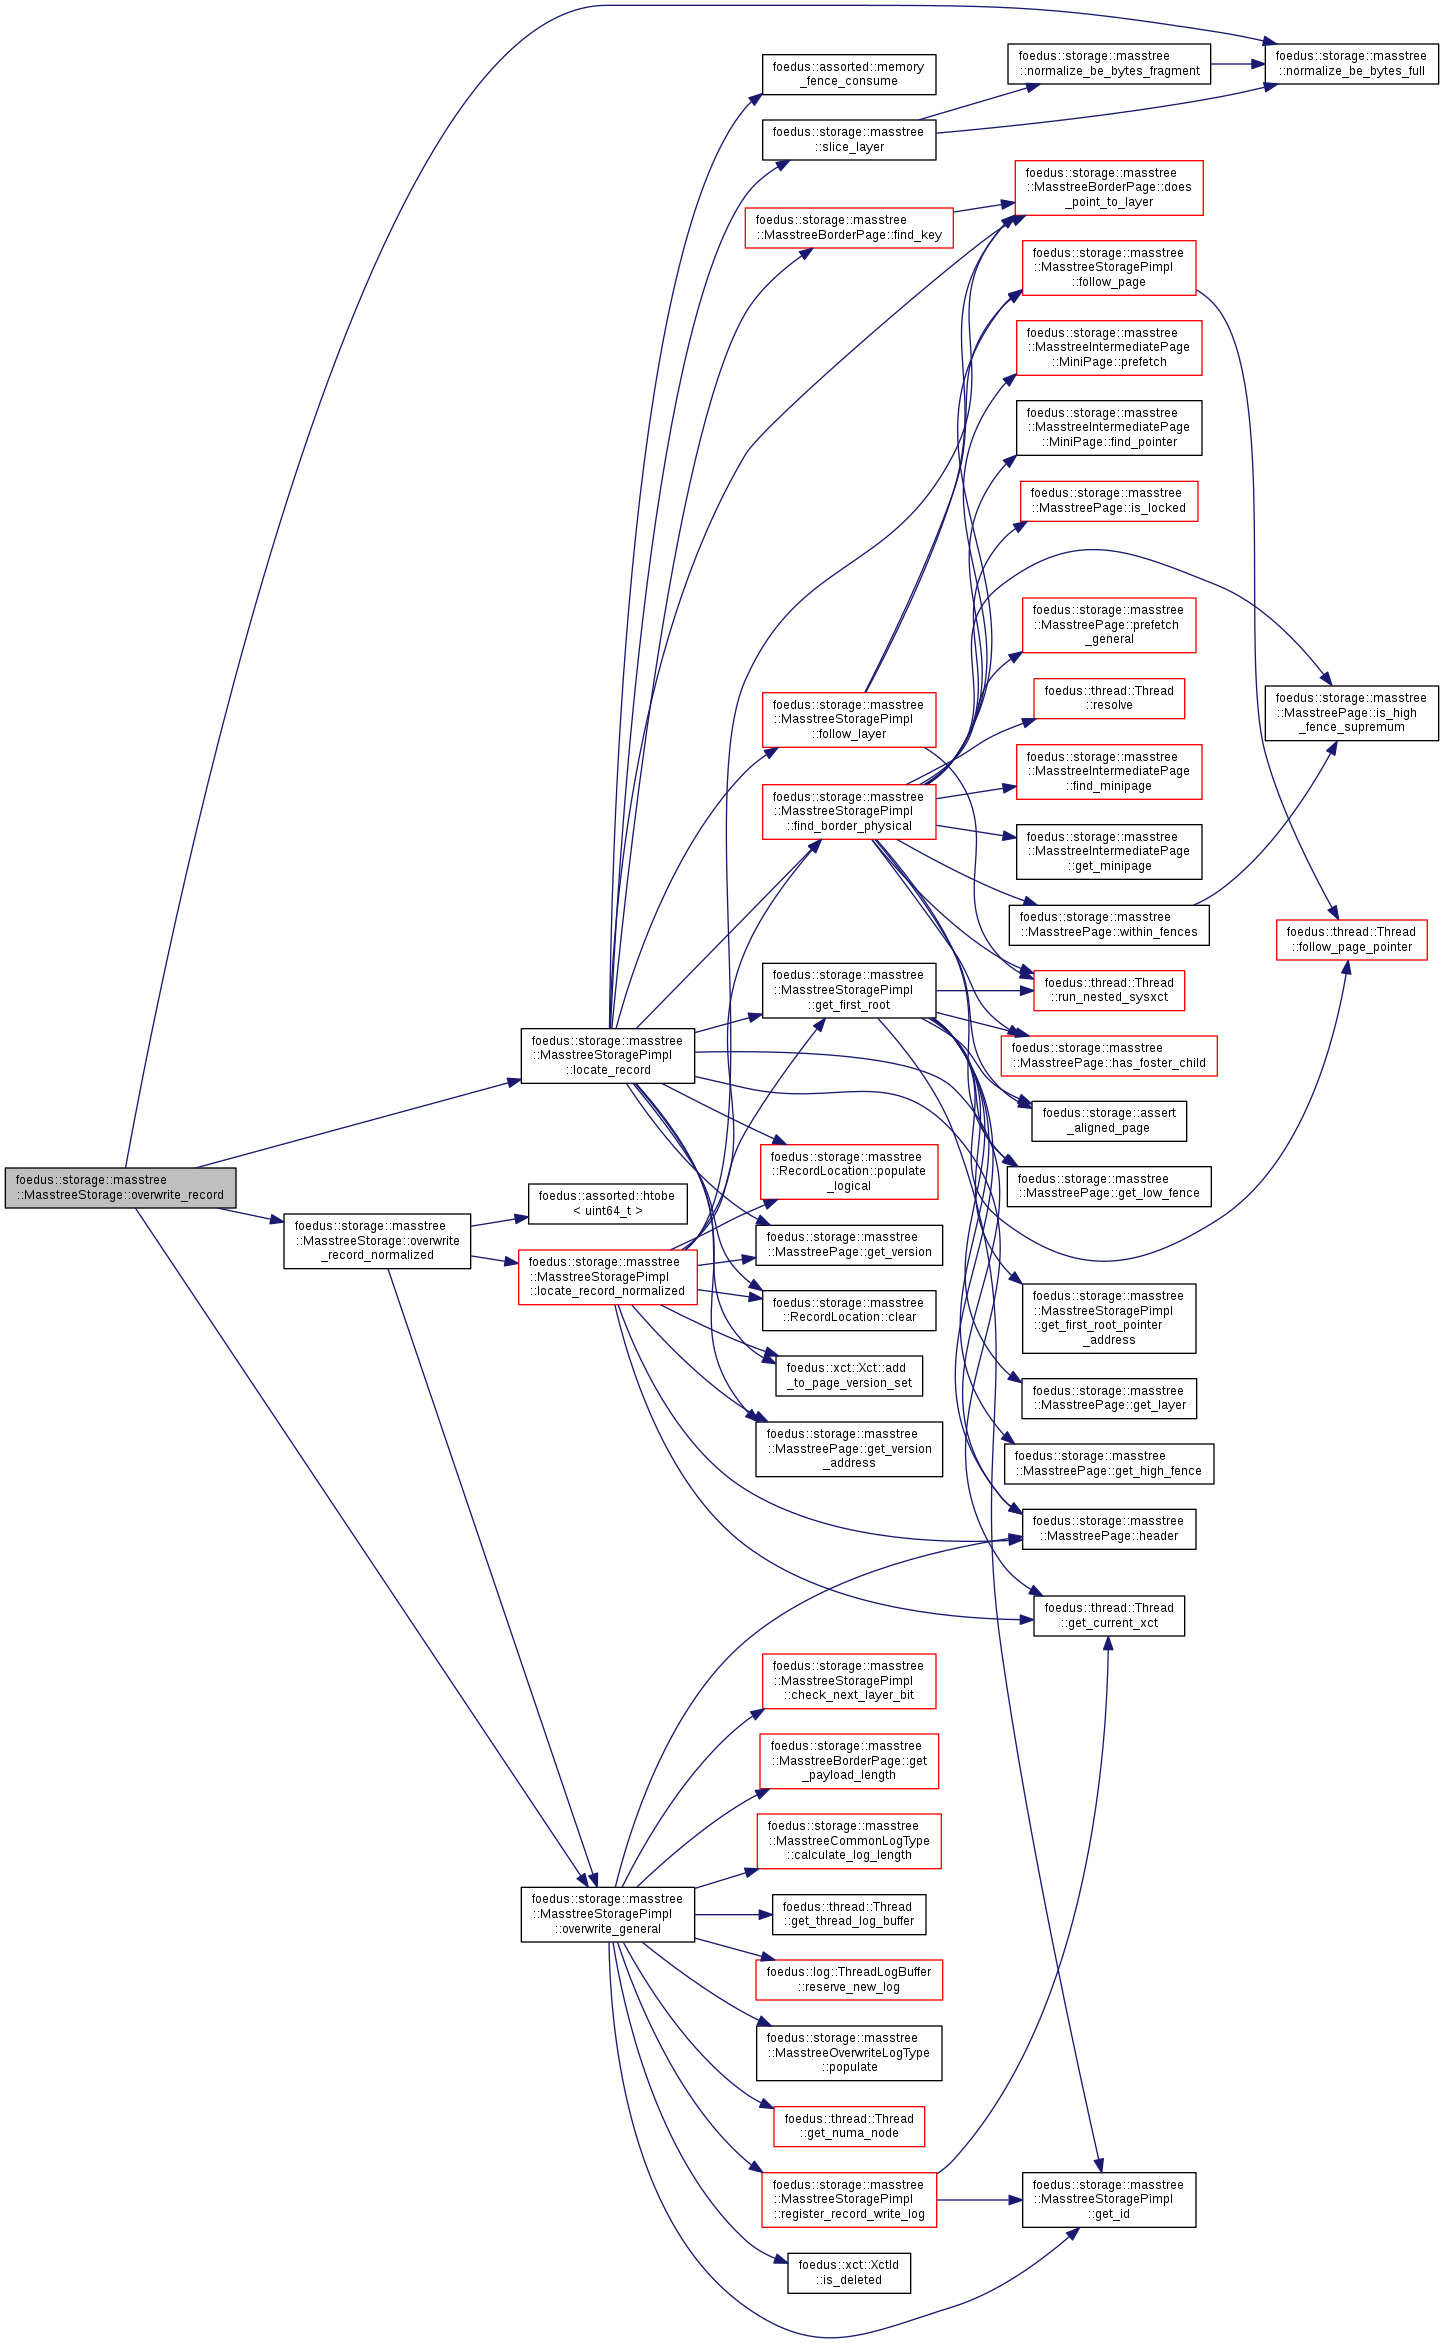 foedus::storage::masstree
::MasstreeStorage::overwrite_record
foedus::storage::masstree
::MasstreeStorage::overwrite
_record_normalized
foedus::storage::masstree
::MasstreeStoragePimpl
::locate_record
foedus::assorted::htobe
< uint64_t >
foedus::storage::masstree
::MasstreeStoragePimpl
::locate_record_normalized
foedus::storage::masstree
::MasstreeStoragePimpl
::overwrite_general
foedus::assorted::memory
_fence_consume
foedus::storage::masstree
::slice_layer
foedus::storage::masstree
::MasstreeBorderPage::find_key
foedus::storage::masstree
::MasstreeStoragePimpl
::follow_layer
foedus::storage::masstree
::MasstreeStoragePimpl
::find_border_physical
foedus::storage::masstree
::MasstreeStoragePimpl
::get_first_root
foedus::storage::masstree
::RecordLocation::populate
_logical
foedus::storage::masstree
::MasstreePage::get_version
foedus::storage::masstree
::RecordLocation::clear
foedus::xct::Xct::add
_to_page_version_set
foedus::storage::masstree
::MasstreePage::get_version
_address
foedus::storage::masstree
::MasstreeStoragePimpl
::check_next_layer_bit
foedus::storage::masstree
::MasstreeBorderPage::get
_payload_length
foedus::storage::masstree
::MasstreeCommonLogType
::calculate_log_length
foedus::thread::Thread
::get_thread_log_buffer
foedus::log::ThreadLogBuffer
::reserve_new_log
foedus::storage::masstree
::MasstreeOverwriteLogType
::populate
foedus::thread::Thread
::get_numa_node
foedus::storage::masstree
::MasstreeStoragePimpl
::register_record_write_log
foedus::xct::XctId
::is_deleted
foedus::storage::masstree
::normalize_be_bytes_fragment
foedus::storage::masstree
::MasstreeBorderPage::does
_point_to_layer
foedus::storage::masstree
::MasstreeStoragePimpl
::follow_page
foedus::storage::masstree
::MasstreeIntermediatePage
::MiniPage::prefetch
foedus::storage::masstree
::MasstreeIntermediatePage
::MiniPage::find_pointer
foedus::storage::masstree
::MasstreePage::is_locked
foedus::storage::masstree
::MasstreePage::prefetch
_general
foedus::thread::Thread
::resolve
foedus::storage::masstree
::MasstreeIntermediatePage
::find_minipage
foedus::storage::masstree
::MasstreeIntermediatePage
::get_minipage
foedus::storage::masstree
::MasstreePage::within_fences
foedus::thread::Thread
::run_nested_sysxct
foedus::storage::masstree
::MasstreePage::has_foster_child
foedus::storage::assert
_aligned_page
foedus::storage::masstree
::MasstreePage::get_low_fence
foedus::storage::masstree
::MasstreeStoragePimpl
::get_first_root_pointer
_address
foedus::storage::masstree
::MasstreePage::get_layer
foedus::storage::masstree
::MasstreePage::get_high_fence
foedus::storage::masstree
::MasstreePage::header
foedus::thread::Thread
::get_current_xct
foedus::storage::masstree
::MasstreeStoragePimpl
::get_id
foedus::storage::masstree
::normalize_be_bytes_full
foedus::storage::masstree
::MasstreePage::is_high
_fence_supremum
foedus::thread::Thread
::follow_page_pointer